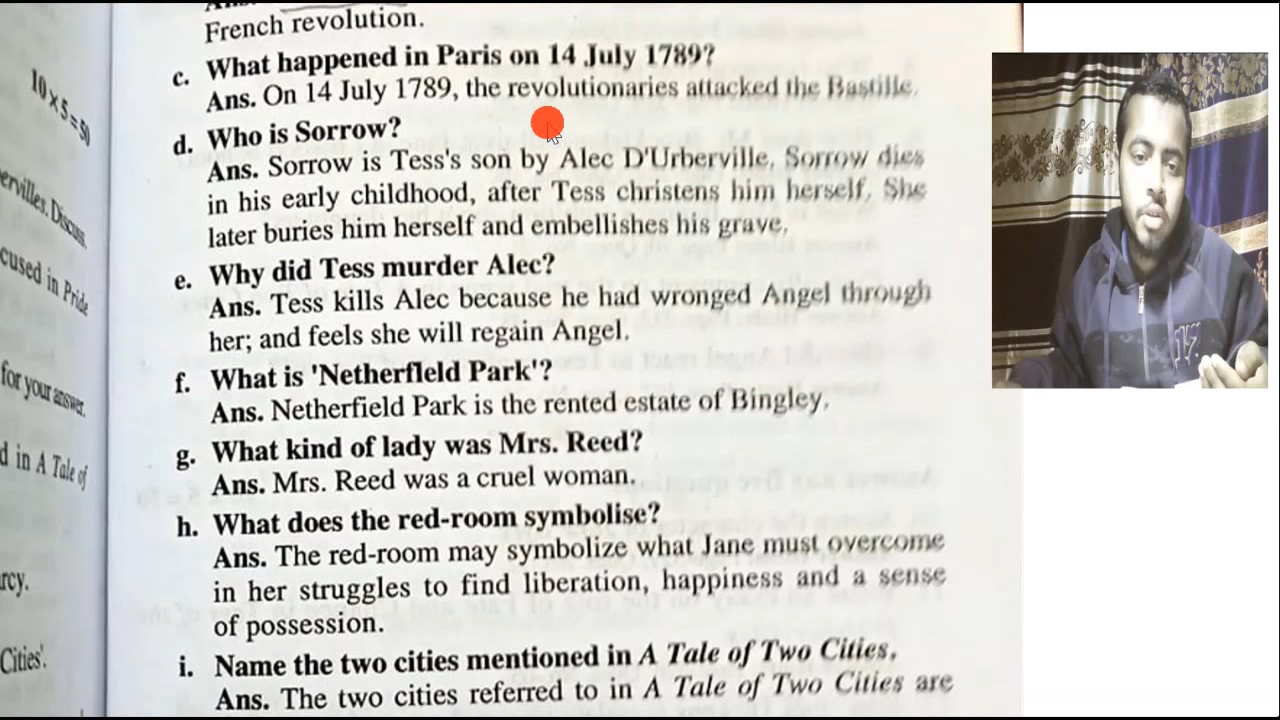 French revolution.
c. What happened in Paris on 14 July 1789?
Ans. On 14 July 1789, the revolutionaries attacked the Bastille.
d. Who is Sorrow?
Ans. Sorrow is Tess's son by Alec D'Urberville. Sorrow dies
in his early childhood, after Tess christens him herself. She
later buries him herself and embellishes his grave.
e. Why did Tess murder Alec?
Ans. Tess kills Alec because he had wronged Angel through
her; and feels she will regain Angel.
f. What is 'Netherfleld Park'?
Ans. Netherfield Park is the rented estate of Bingley.
g. What kind of lady was Mrs. Reed?
Ans. Mrs. Reed was a cruel woman.
h. What does the red-room symbolise?
Ans. The red-room may symbolize what Jane must overcome
in her struggles to find liberation, happiness and a sense
of possession.
i. Name the two cities mentioned in A Tale of Two Cities.
Ans. The two cities referred to in A Tale of Two Cities are
10 × 5 = 50
ervilles. Discuss.
cused in Pride
for your answer.
d in A Tale of
rcy.
Cities'.
17